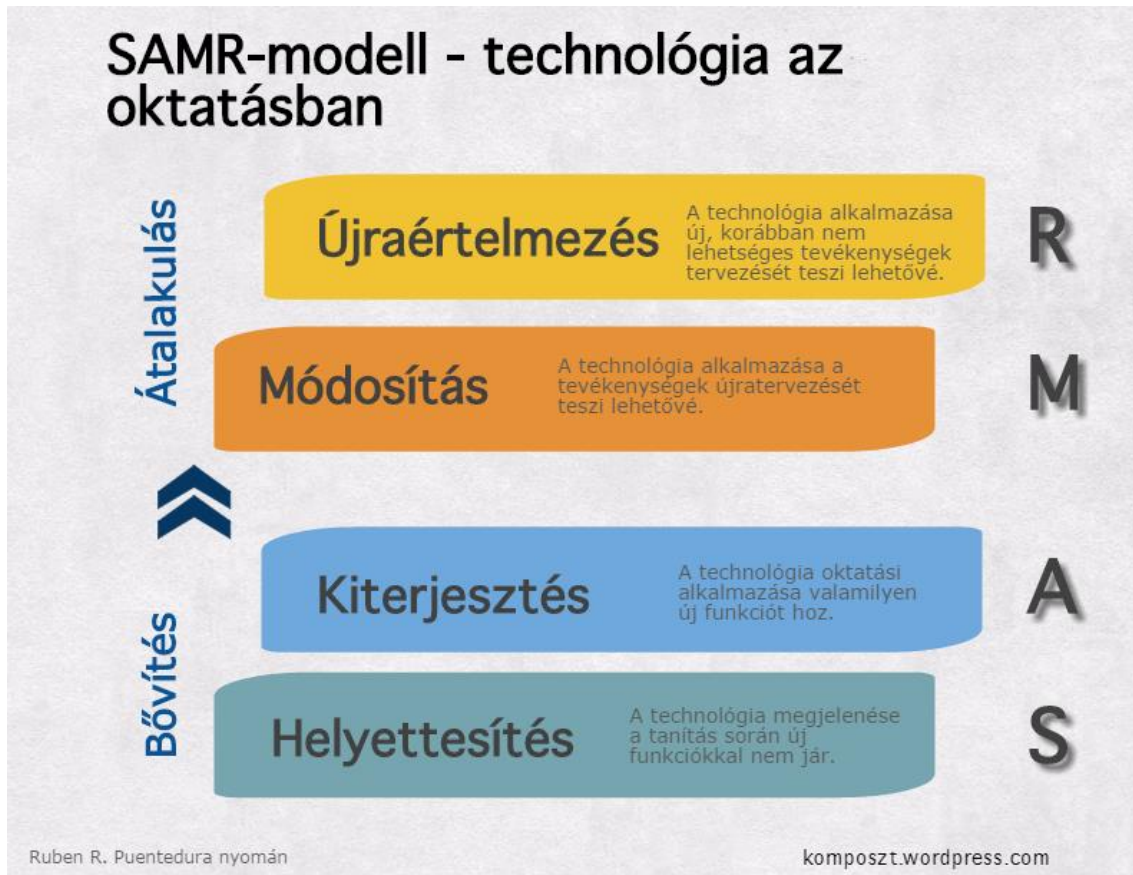 SAMR-modell - technológia az
oktatásban
Átalakulás
Újraértelmezés
A technológia alkalmazása
új, korábban nem
lehetséges tevékenységek
tervezését teszi lehetővé.
R
Módosítás
A technológia alkalmazása a
tevékenységek újratervezését
teszi lehetővé.
M
Bővítés
Kiterjesztés
A technológia oktatási
alkalmazása valamilyen
új funkciót hoz.
A
Helyettesítés
A technológia megjelenése
a tanítás során új
funkciókkal nem jár.
S
Ruben R. Puentedura nyomán
komposzt.wordpress.com